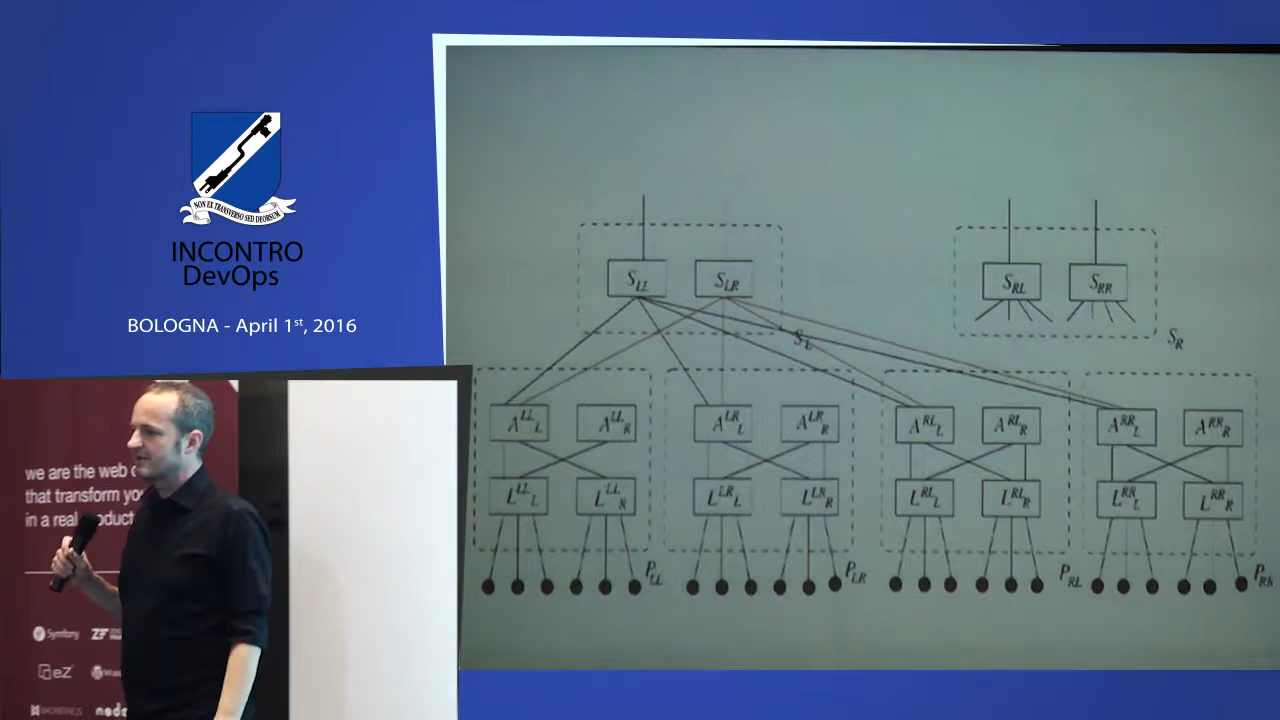 NON EX TRANSVERSO SED DEORSUM
INCONTRO
DevOps
BOLOGNA - April 1st, 2016
we are the web
that transform
in a real
Symfony
ZF
eZ
S_LL S_LR S_RL S_RR
S_L S_R
A^LL_L A^LL_R A^LR_L A^LR_R A^RL_L A^RL_R A^RR_L A^RR_R
L^LL_L L^LL_R L^LR_L L^LR_R L^RL_L L^RL_R L^RR_L L^RR_R
P_LL P_LR P_RL P_RR